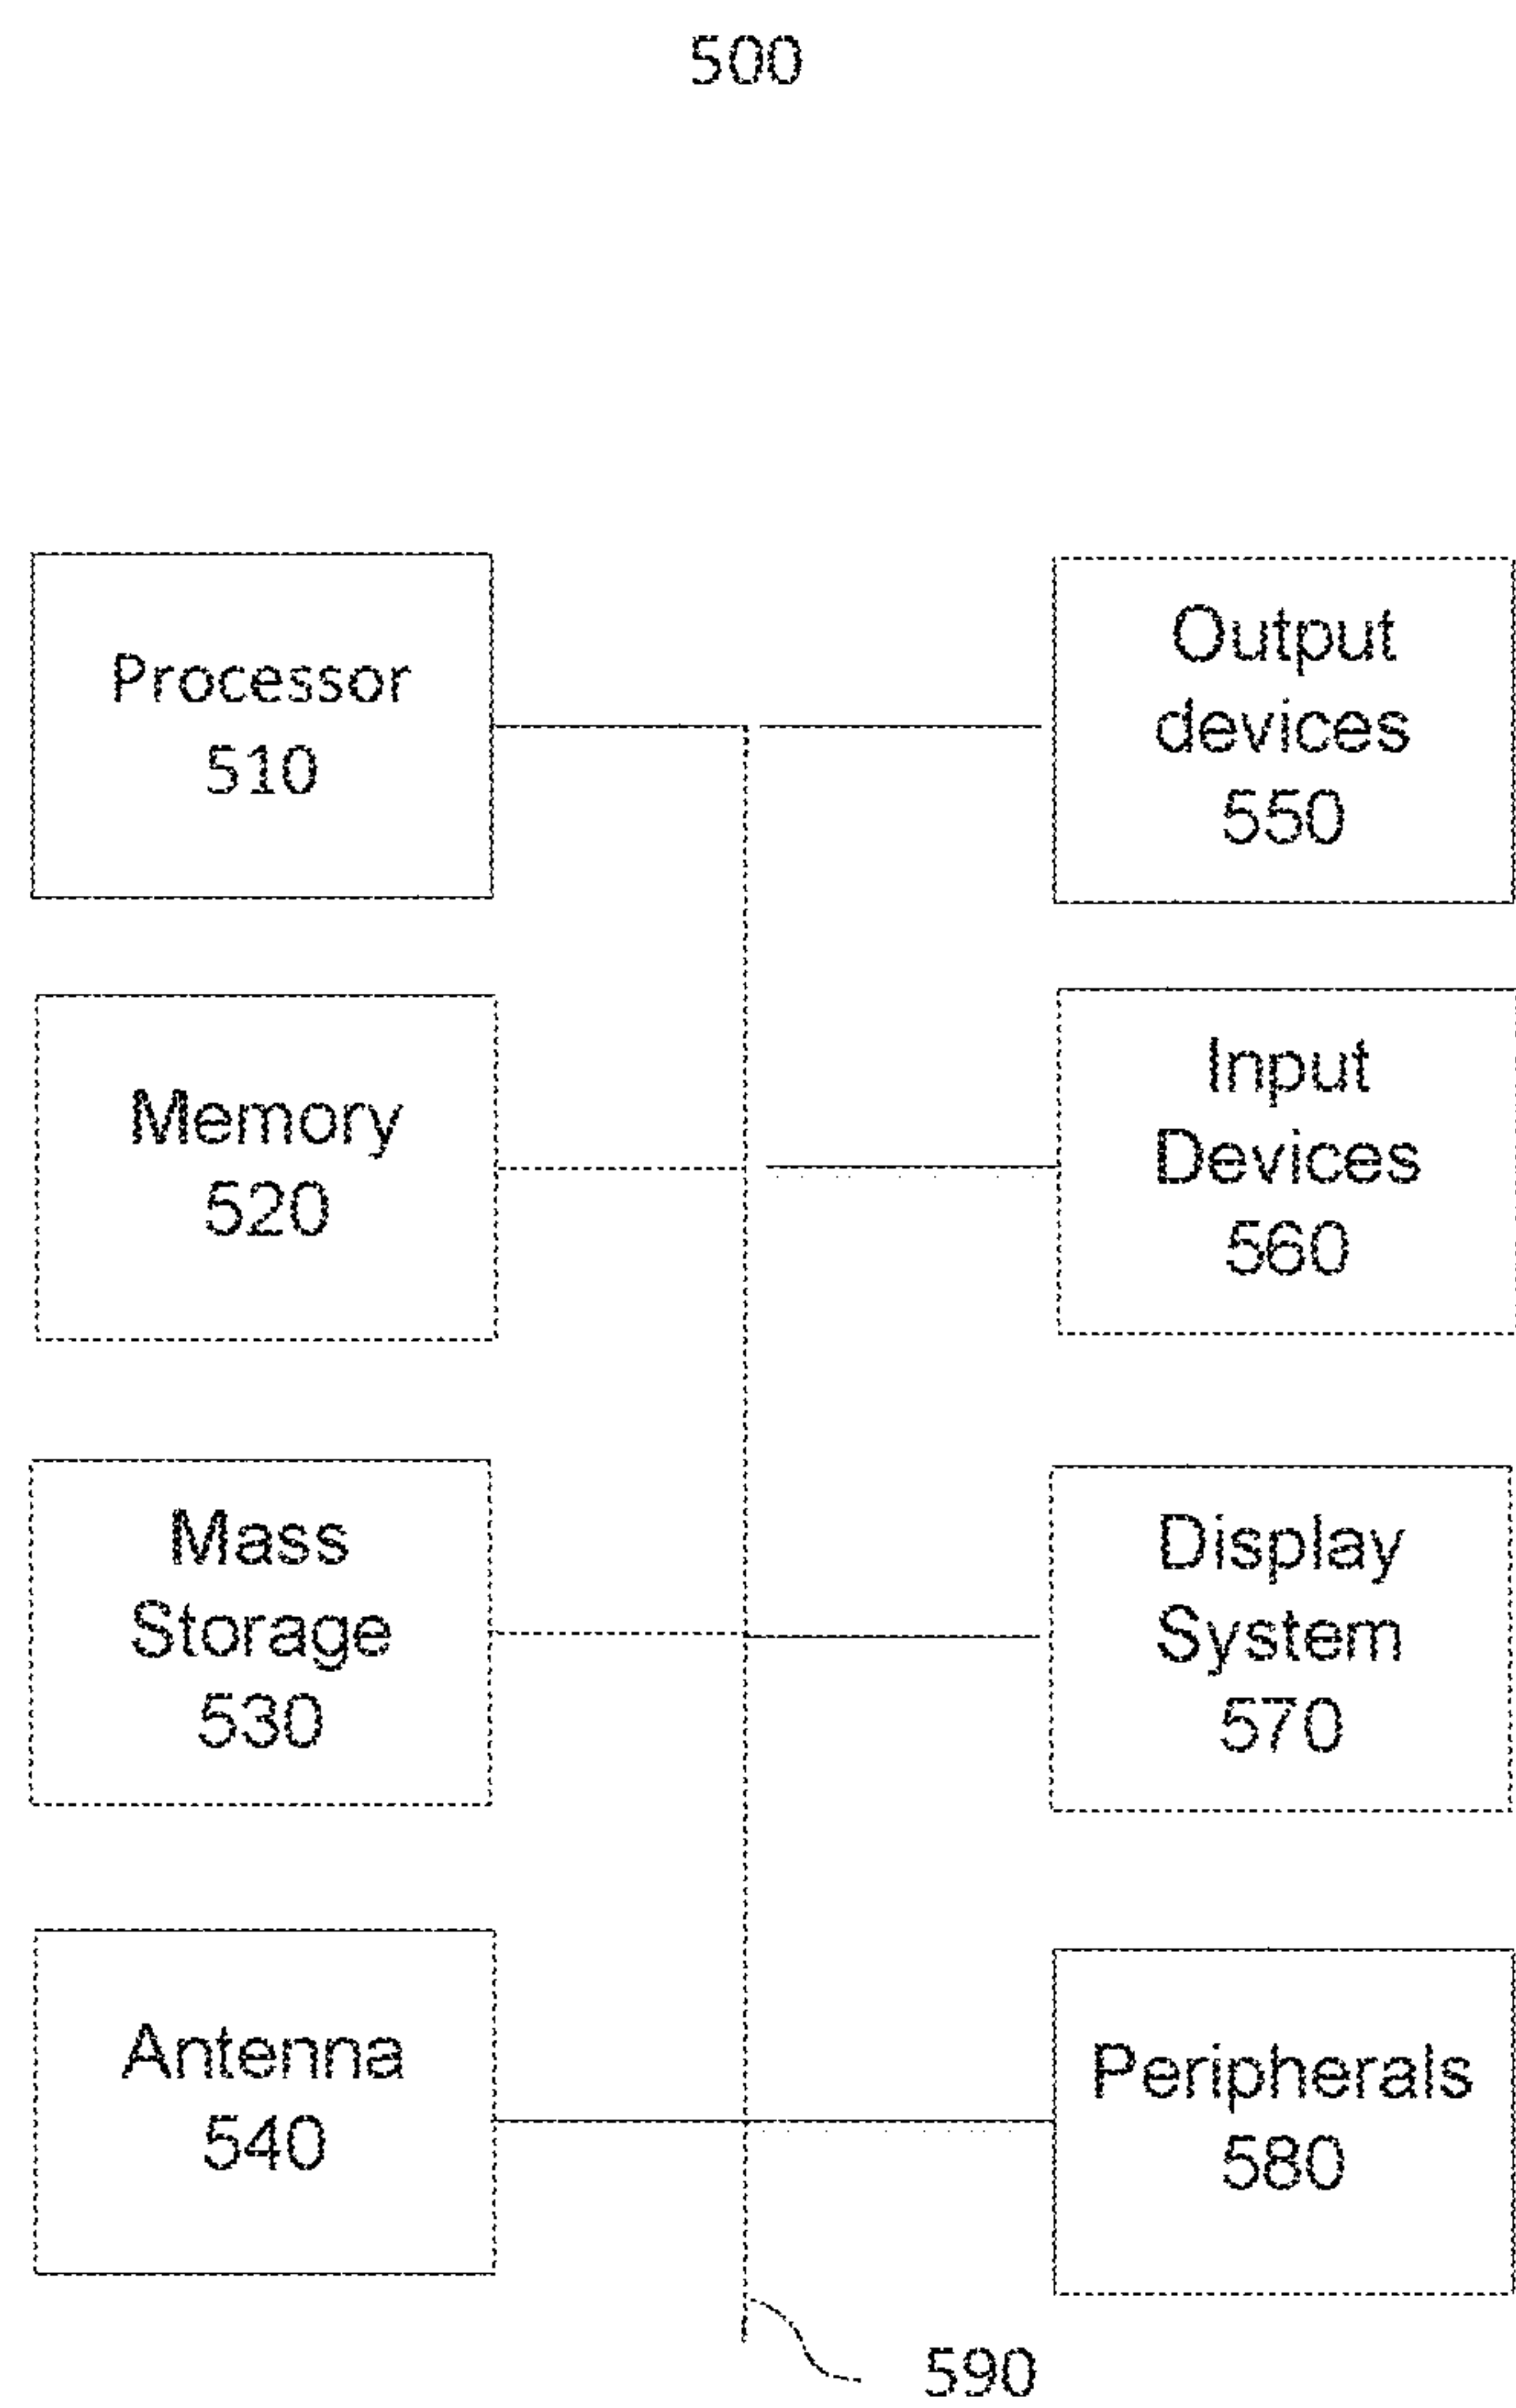 500
Processor
510
Output
devices
550
Memory
520
Input
Devices
560
Mass
Storage
530
Display
System
570
Antenna
540
Peripherals
580
590